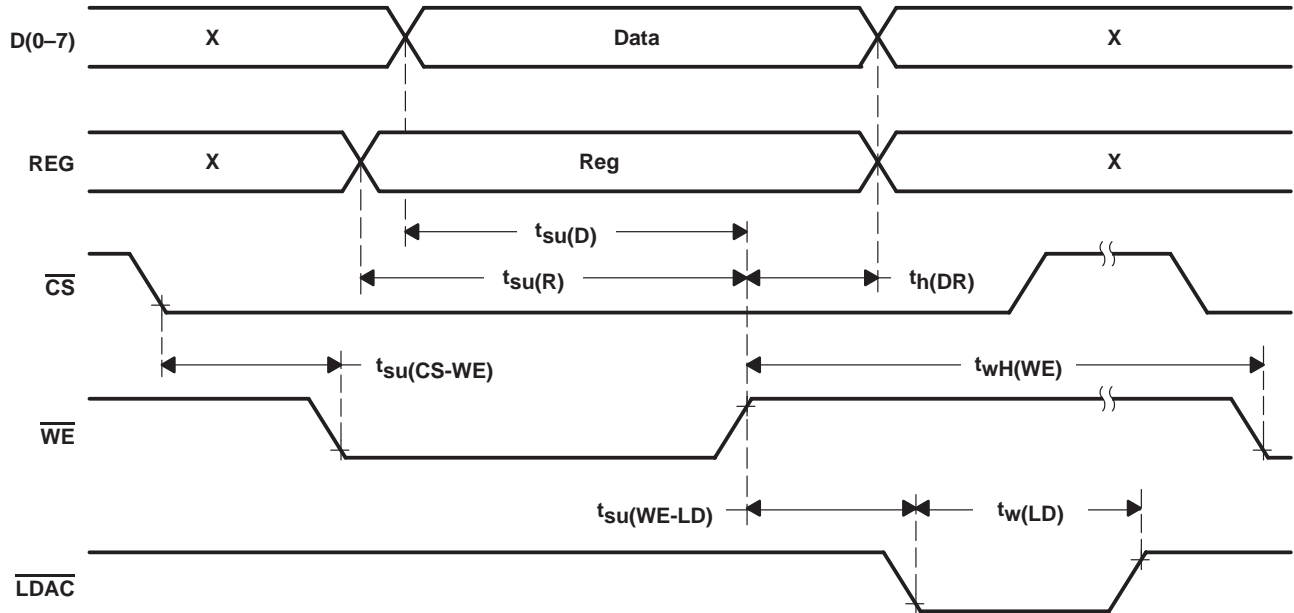 D(0–7) X Data X
REG X Reg X
tsu(D)
CS tsu(R) th(DR)
tsu(CS-WE) twH(WE)
WE
tsu(WE-LD) tw(LD)
LDAC